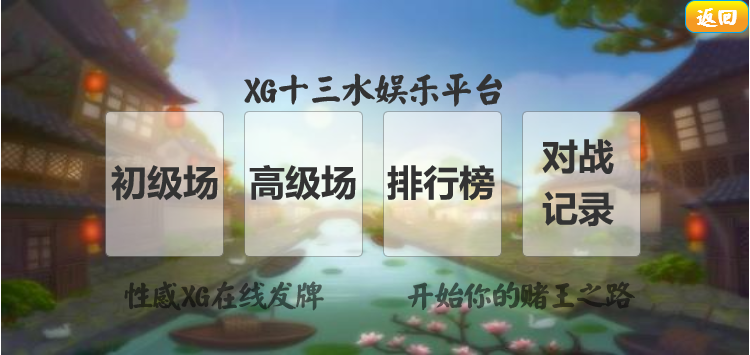 返回
XG十三水娱乐平台
初级场
高级场
排行榜
对战
记录
性感XG在线发牌
开始你的赌王之路